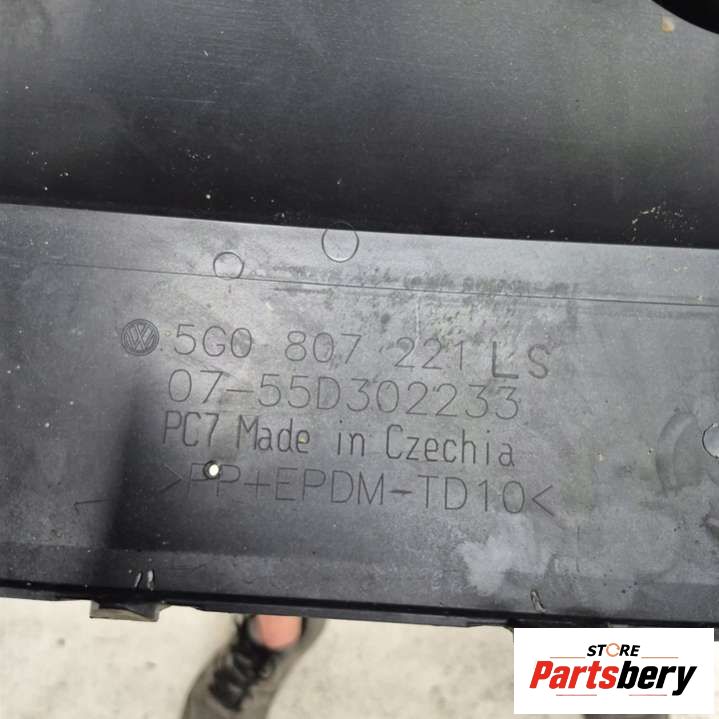 5G0 807 221 LS
07-55D302233
PC7 Made in Czechia
>PP+EPDM-TD10<
STORE
Partsbery